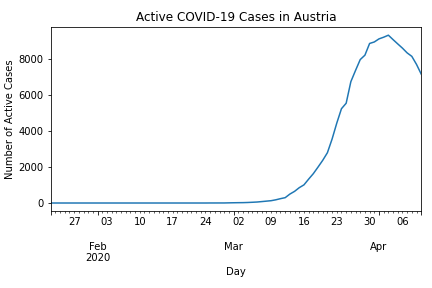 Active COVID-19 Cases in Austria
Number of Active Cases
8000
6000
4000
2000
0
27 03 10 17 24 02 09 16 23 30 06
Feb Mar Apr
2020
Day